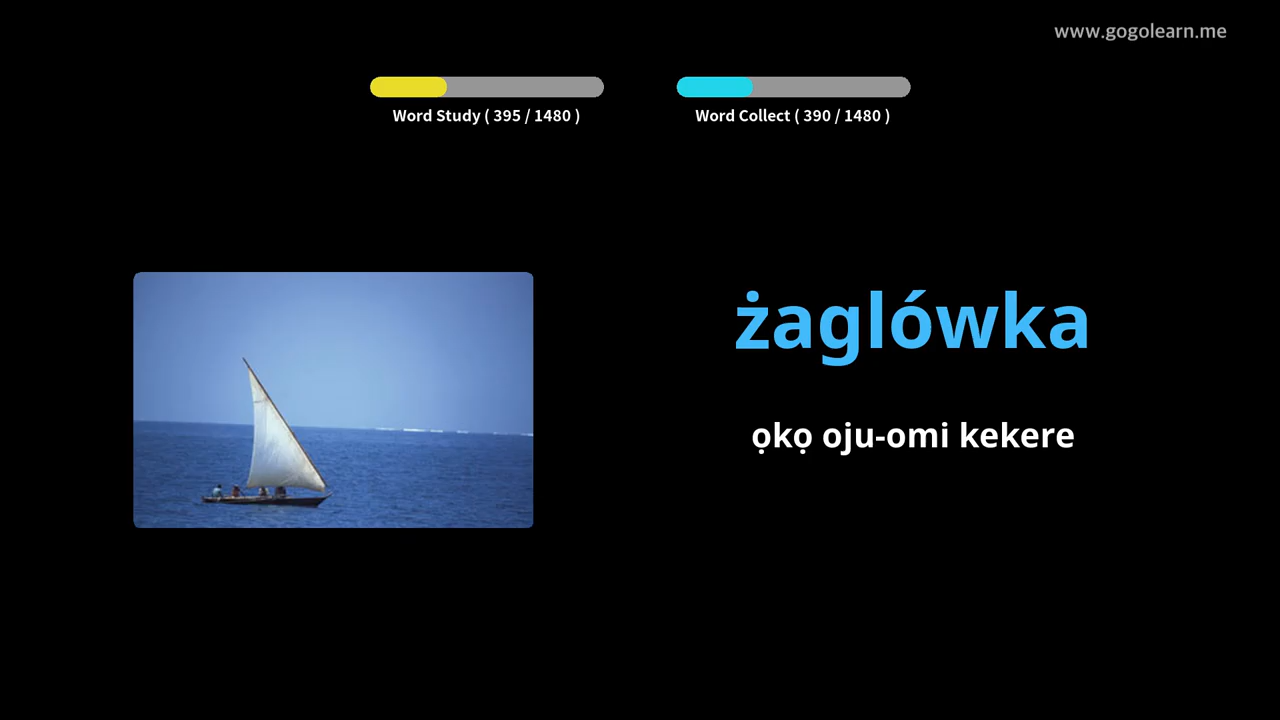 www.gogolearn.me
Word Study ( 395 / 1480 )
Word Collect ( 390 / 1480 )
żaglówka
ọkọ oju-omi kekere